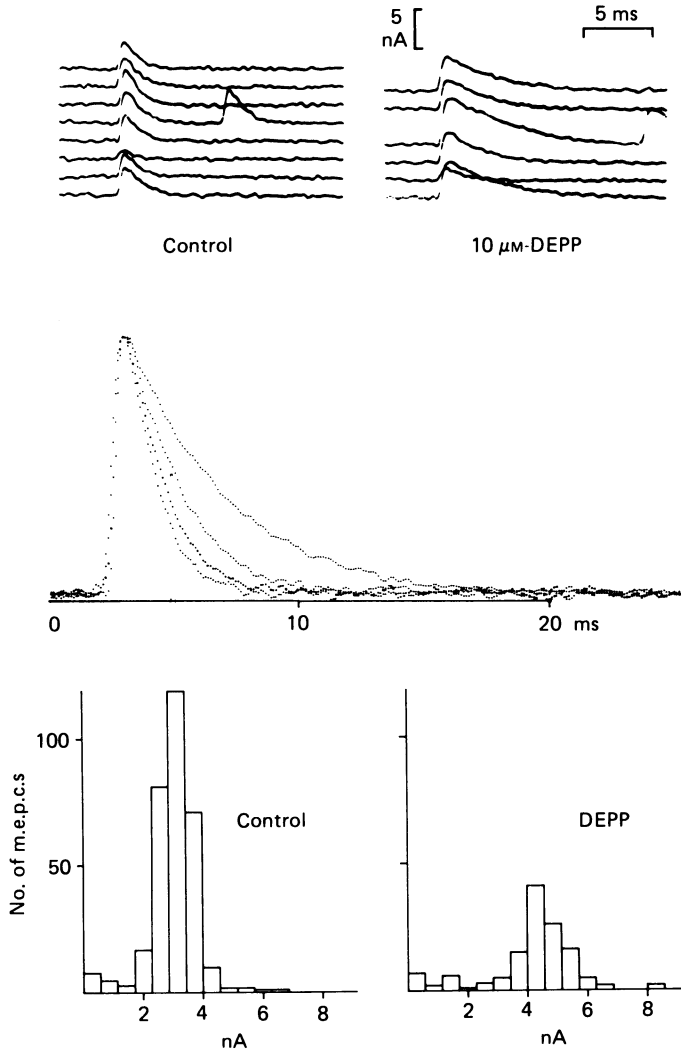 5 nA
5 ms
Control
10 μM-DEPP
0 10 20 ms
No. of m.e.p.c.s
100
50
Control
DEPP
2 4 6 8
nA
2 4 6 8
nA